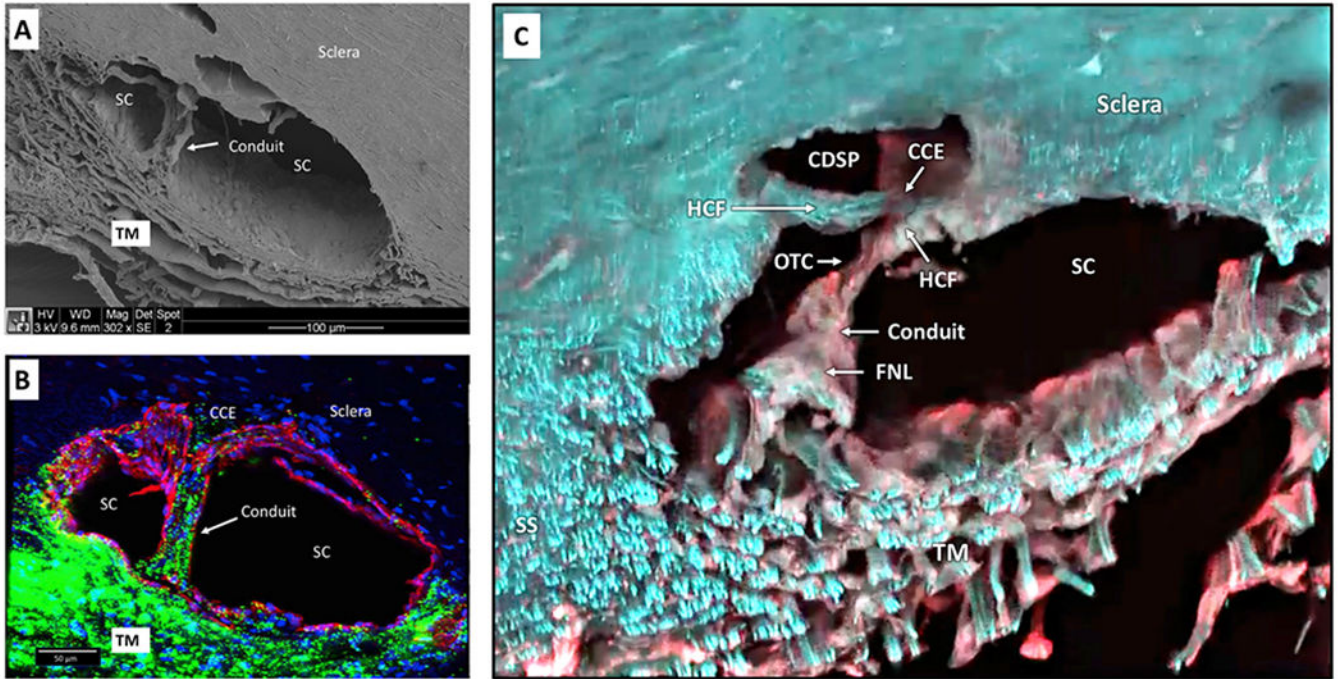 A
Sclera
SC
Conduit
SC
TM
HV WD Mag Det Spot
3 kV 9.6 mm 302 x SE 2
100 μm
B
CCE
Sclera
SC
Conduit
SC
TM
50 μm
C
Sclera
CDSP
CCE
HCF
OTC
HCF
SC
Conduit
FNL
SS
TM